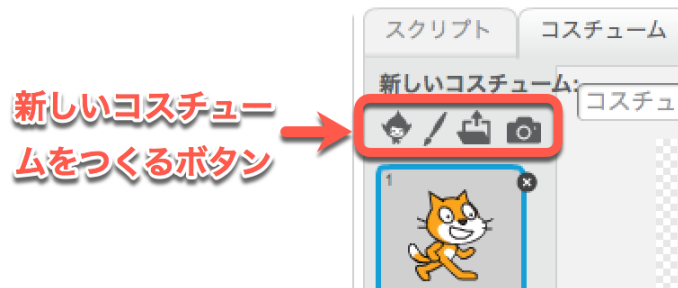 スクリプト
コスチューム
新しいコスチューム:
コスチュ
新しいコスチュー
ムをつくるボタン
1